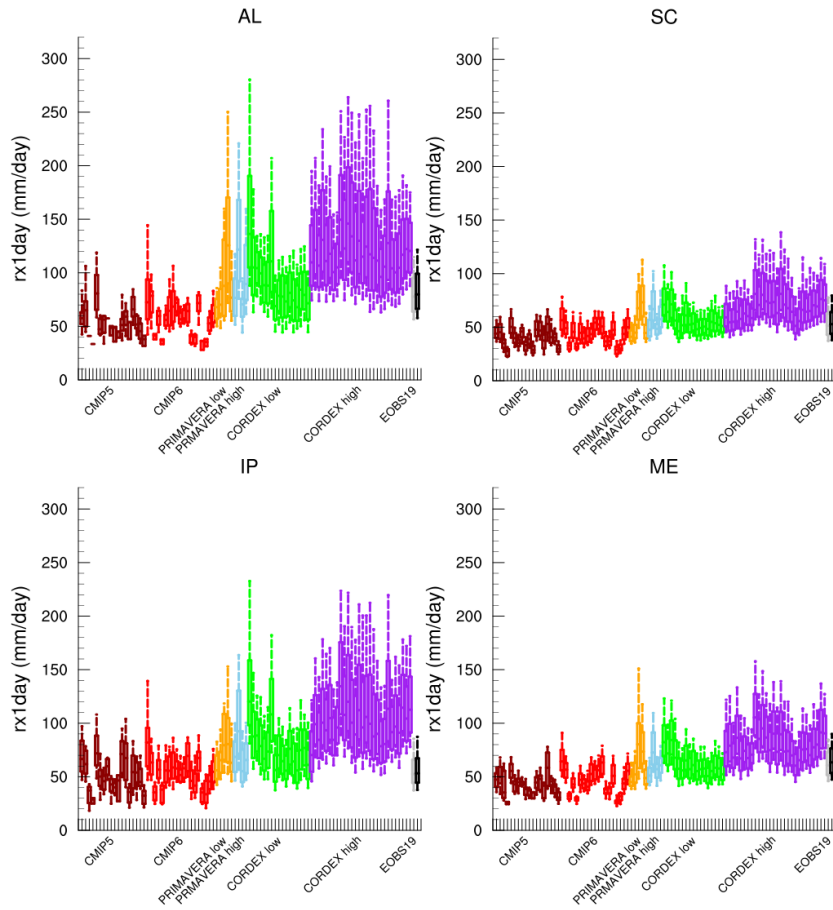 AL
rx1day (mm/day)
300
250
200
150
100
50
0
CMIP5
CMIP6
PRIMAVERA low
PRMAVERA high
CORDEX low
CORDEX high
EOBS19
SC
rx1day (mm/day)
300
250
200
150
100
50
0
CMIP5
CMIP6
PRIMAVERA low
PRMAVERA high
CORDEX low
CORDEX high
EOBS19
IP
rx1day (mm/day)
300
250
200
150
100
50
0
CMIP5
CMIP6
PRIMAVERA low
PRMAVERA high
CORDEX low
CORDEX high
EOBS19
ME
rx1day (mm/day)
300
250
200
150
100
50
0
CMIP5
CMIP6
PRIMAVERA low
PRMAVERA high
CORDEX low
CORDEX high
EOBS19